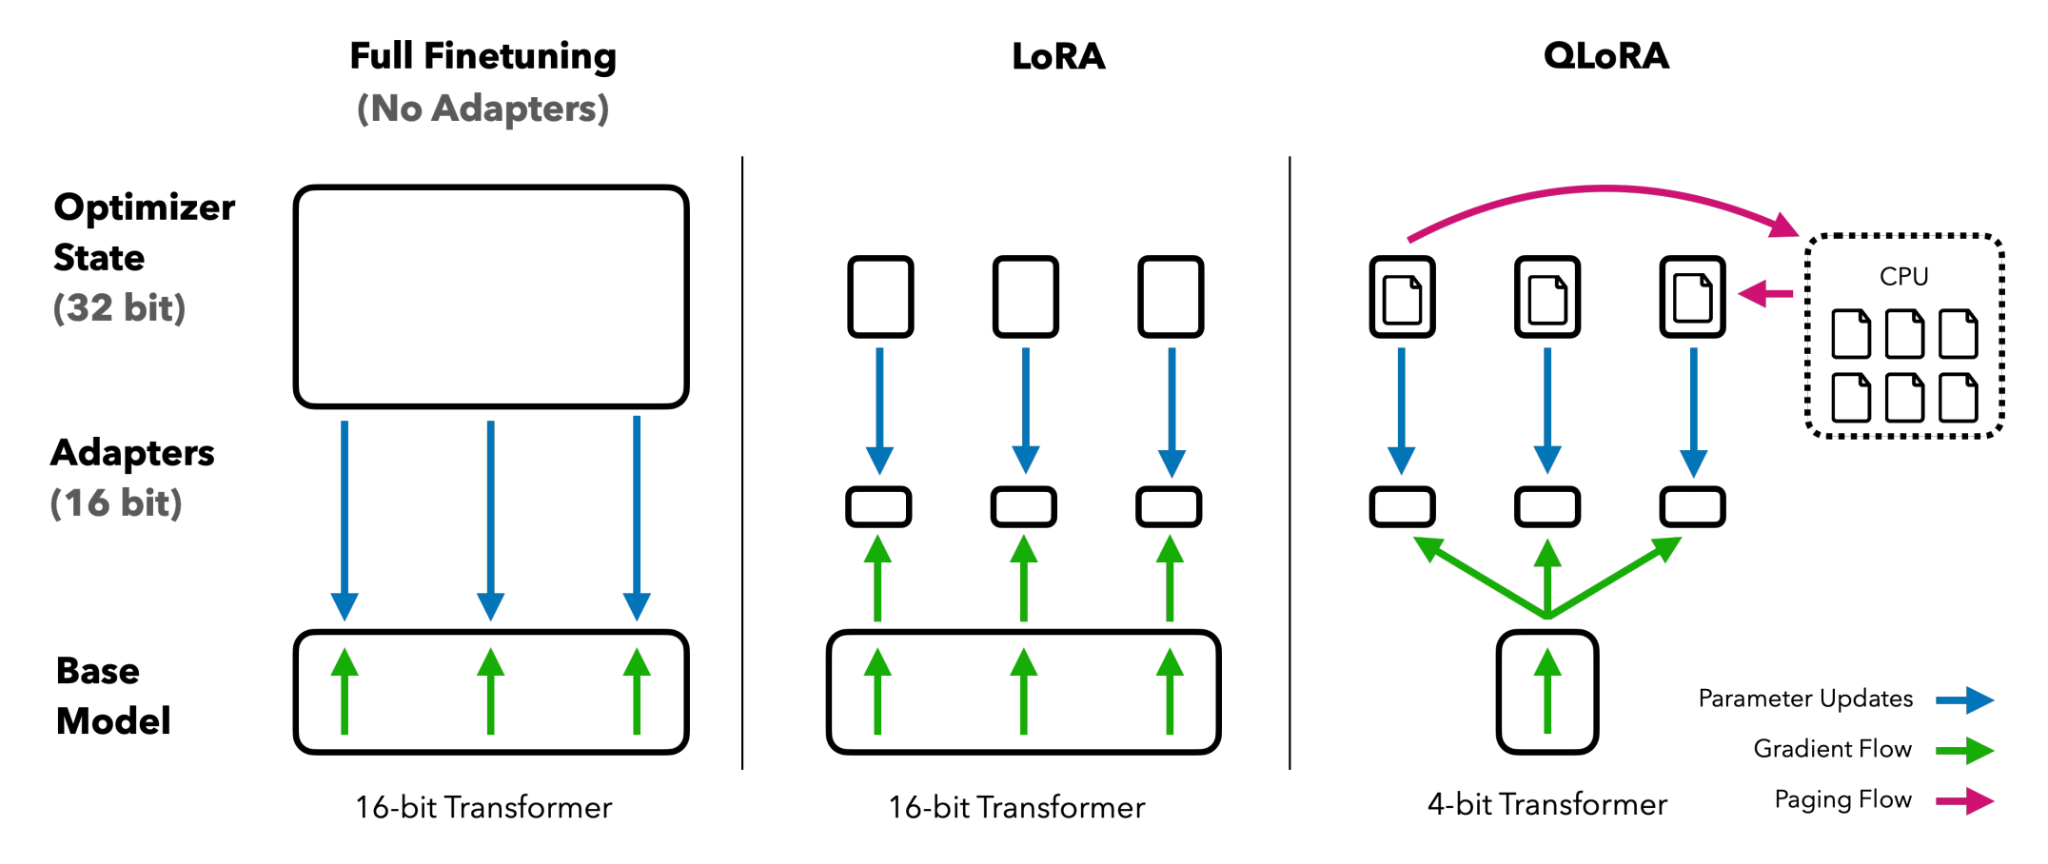 Full Finetuning
(No Adapters)
LoRA
QLoRA
Optimizer
State
(32 bit)
CPU
Adapters
(16 bit)
Base
Model
Parameter Updates
Gradient Flow
Paging Flow
16-bit Transformer
16-bit Transformer
4-bit Transformer